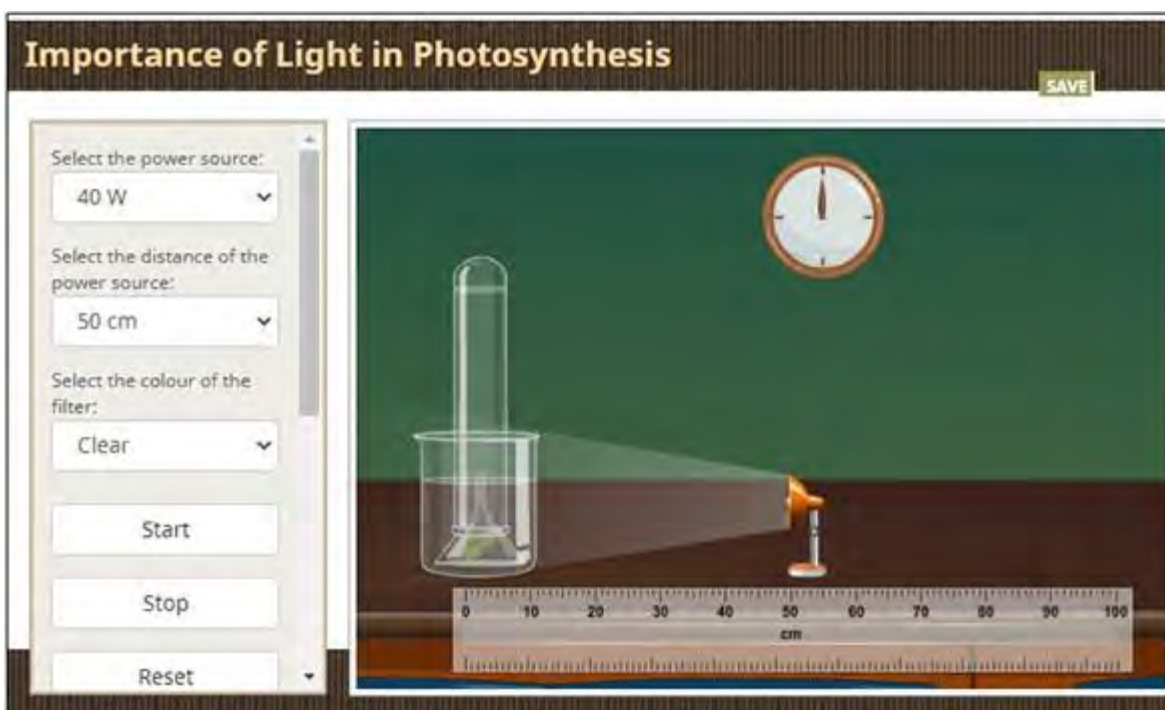 Importance of Light in Photosynthesis
SAVE
Select the power source:
40 W
Select the distance of the
power source:
50 cm
Select the colour of the
filter:
Clear
Start
Stop
Reset
0 10 20 30 40 50 60 70 80 90 100
cm